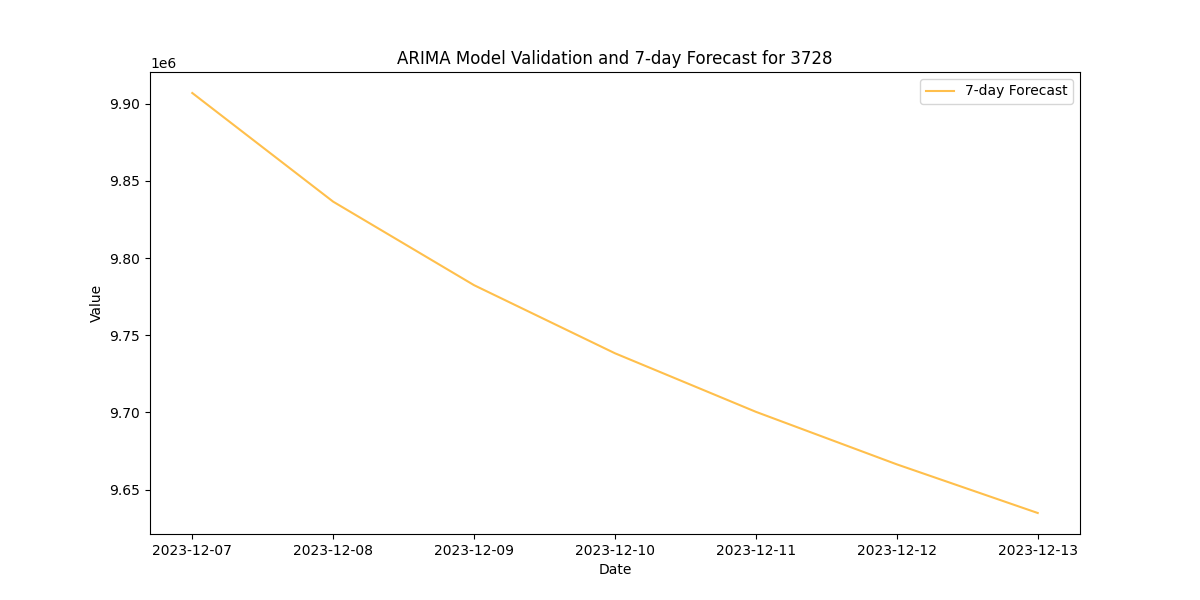 ARIMA Model Validation and 7-day Forecast for 3728
1e6
7-day Forecast
9.90
9.85
9.80
9.75
9.70
9.65
Value
2023-12-07 2023-12-08 2023-12-09 2023-12-10 2023-12-11 2023-12-12 2023-12-13
Date